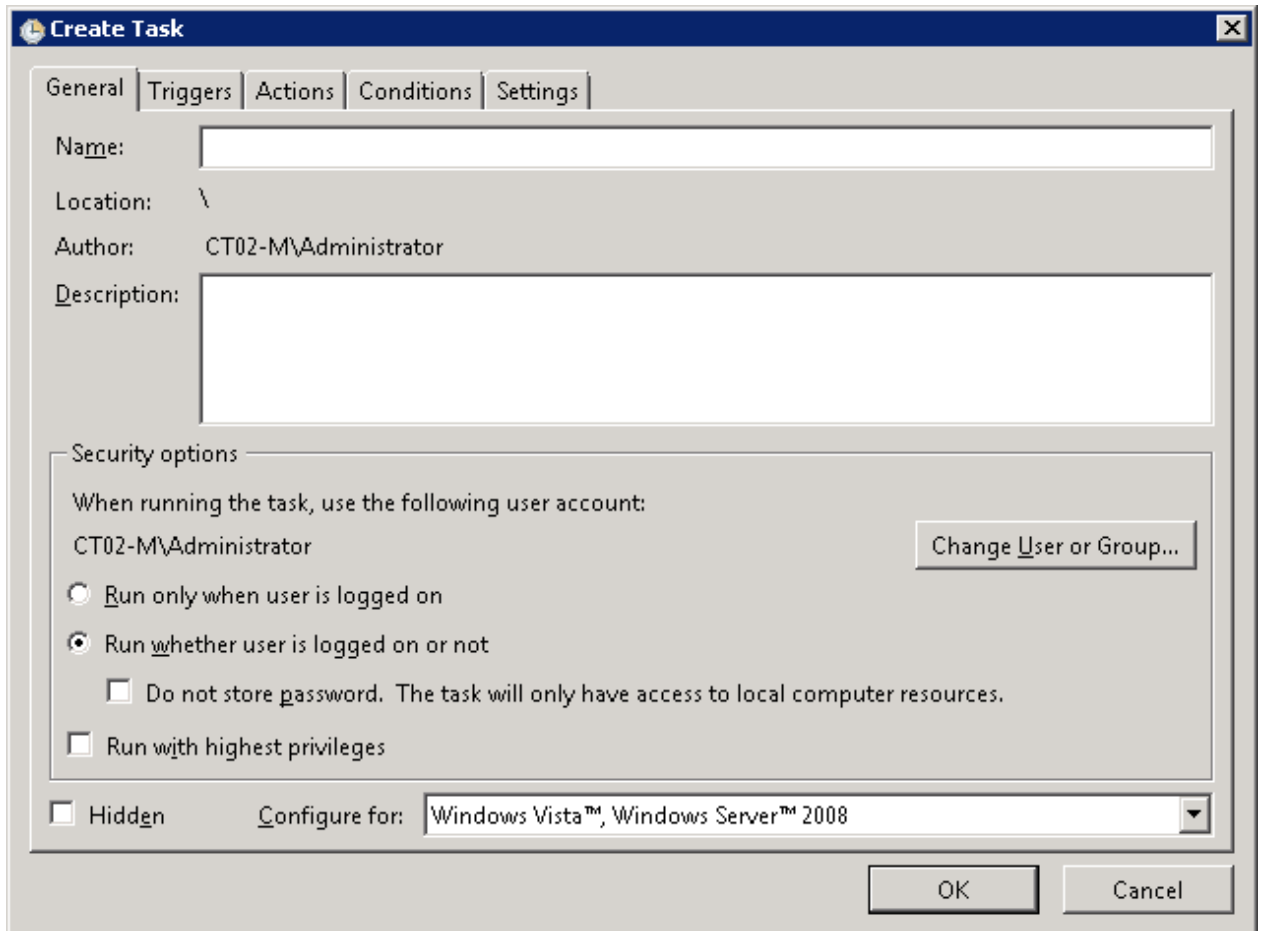 Create Task
General Triggers Actions Conditions Settings
Name:
Location: \
Author: CT02-M\Administrator
Description:
Security options
When running the task, use the following user account:
CT02-M\Administrator Change User or Group...
Run only when user is logged on
Run whether user is logged on or not
Do not store password. The task will only have access to local computer resources.
Run with highest privileges
Hidden Configure for: Windows Vista™, Windows Server™ 2008
OK Cancel